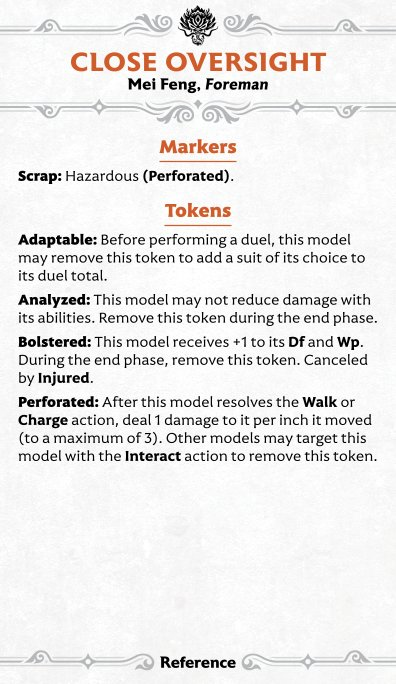 CLOSE OVERSIGHT
Mei Feng, Foreman
Markers
Scrap: Hazardous (Perforated).
Tokens
Adaptable: Before performing a duel, this model
may remove this token to add a suit of its choice to
its duel total.
Analyzed: This model may not reduce damage with
its abilities. Remove this token during the end phase.
Bolstered: This model receives +1 to its Df and Wp.
During the end phase, remove this token. Canceled
by Injured.
Perforated: After this model resolves the Walk or
Charge action, deal 1 damage to it per inch it moved
(to a maximum of 3). Other models may target this
model with the Interact action to remove this token.
Reference